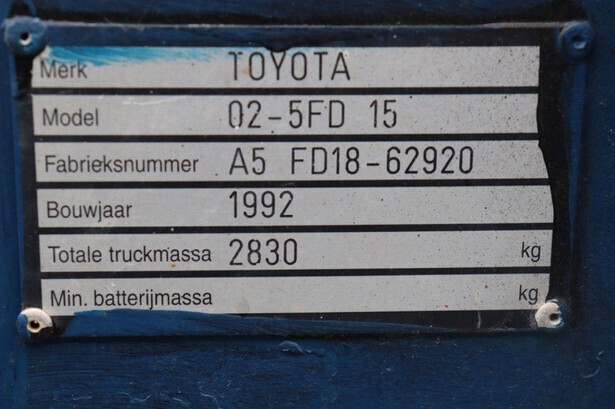 Merk TOYOTA
Model 02-5FD 15
Fabrieksnummer A5 FD18-62920
Bouwjaar 1992
Totale truckmassa 2830 kg
Min. batterijmassa kg